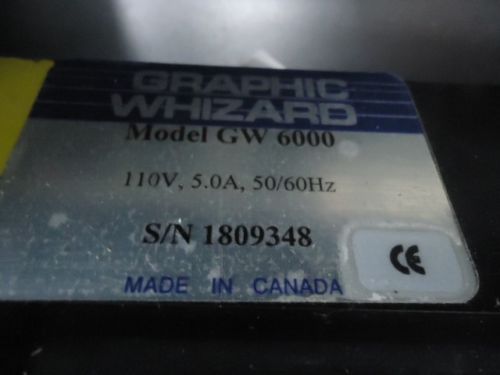 GRAPHIC
WHIZARD
Model GW 6000
110V, 5.0A, 50/60Hz
S/N 1809348
CE
MADE IN CANADA